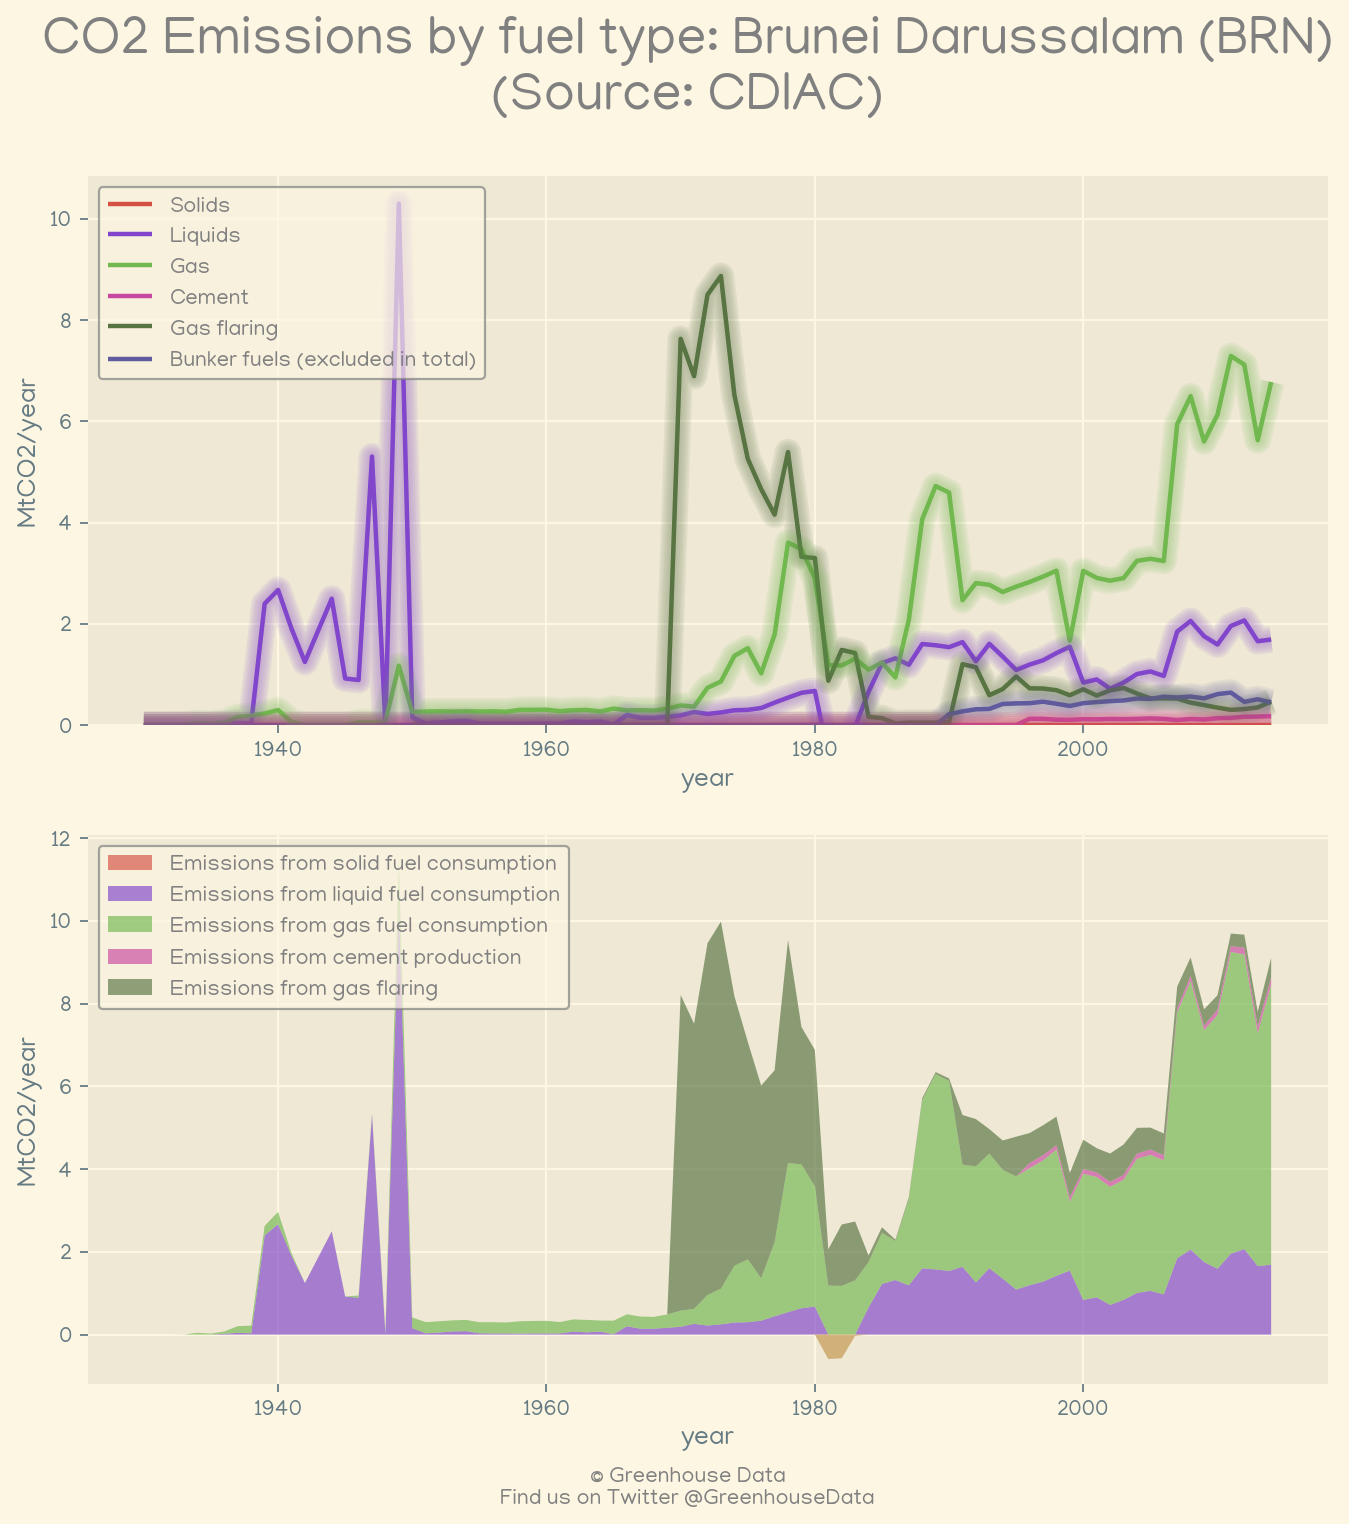 CO2 Emissions by fuel type: Brunei Darussalam (BRN)
(Source: CDIAC)
Solids
Liquids
Gas
Cement
Gas flaring
Bunker fuels (excluded in total)
10
8
6
4
2
0
MtCO2/year
1940
1960
1980
2000
year
12
10
8
6
4
2
0
MtCO2/year
Emissions from solid fuel consumption
Emissions from liquid fuel consumption
Emissions from gas fuel consumption
Emissions from cement production
Emissions from gas flaring
1940
1960
1980
2000
year
© Greenhouse Data
Find us on Twitter @GreenhouseData